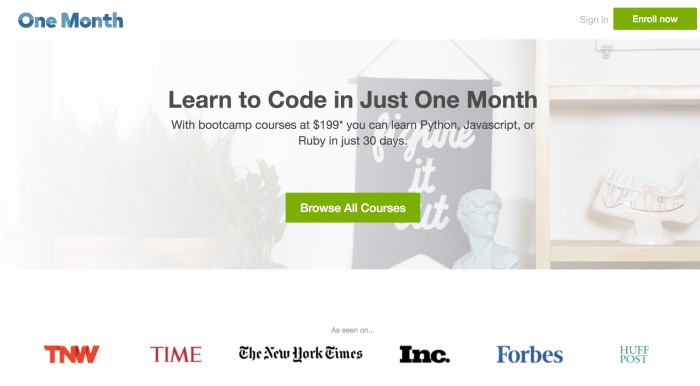 One Month
Sign in
Enroll now
Learn to Code in Just One Month
With bootcamp courses at $199* you can learn Python, Javascript, or
Ruby in just 30 days.
figure
it
out
Browse All Courses
As seen on...
TNW
TIME
The New York Times
Inc.
Forbes
HUFF
POST